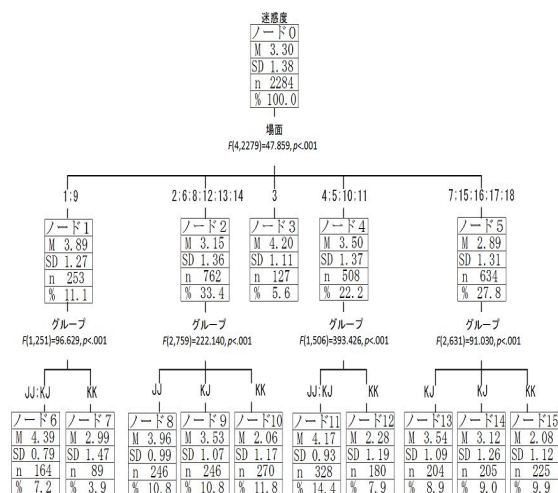 迷惑度
ノード0
M 3.30
SD 1.38
n 2284
% 100.0
場面
F(4,2279)=47.859, p<.001
1;9
2;6;8;12;13;14
3
4;5;10;11
7;15;16;17;18
ノード1
M 3.89
SD 1.27
n 253
% 11.1
ノード2
M 3.15
SD 1.36
n 762
% 33.4
ノード3
M 4.20
SD 1.11
n 127
% 5.6
ノード4
M 3.50
SD 1.37
n 508
% 22.2
ノード5
M 2.89
SD 1.31
n 634
% 27.8
グループ
F(1,251)=96.629, p<.001
グループ
F(2,759)=222.140, p<.001
グループ
F(1,506)=393.426, p<.001
グループ
F(2,631)=91.030, p<.001
JJ;KJ
KK
JJ
KJ
KK
JJ;KJ
KK
KJ
KJ
KK
ノード6
M 4.39
SD 0.79
n 164
% 7.2
ノード7
M 2.99
SD 1.47
n 89
% 3.9
ノード8
M 3.96
SD 0.99
n 246
% 10.8
ノード9
M 3.53
SD 1.07
n 246
% 10.8
ノード10
M 2.06
SD 1.17
n 270
% 11.8
ノード11
M 4.17
SD 0.93
n 328
% 14.4
ノード12
M 2.28
SD 1.19
n 180
% 7.9
ノード13
M 3.54
SD 1.09
n 204
% 8.9
ノード14
M 3.12
SD 1.26
n 205
% 9.0
ノード15
M 2.08
SD 1.12
n 225
% 9.9